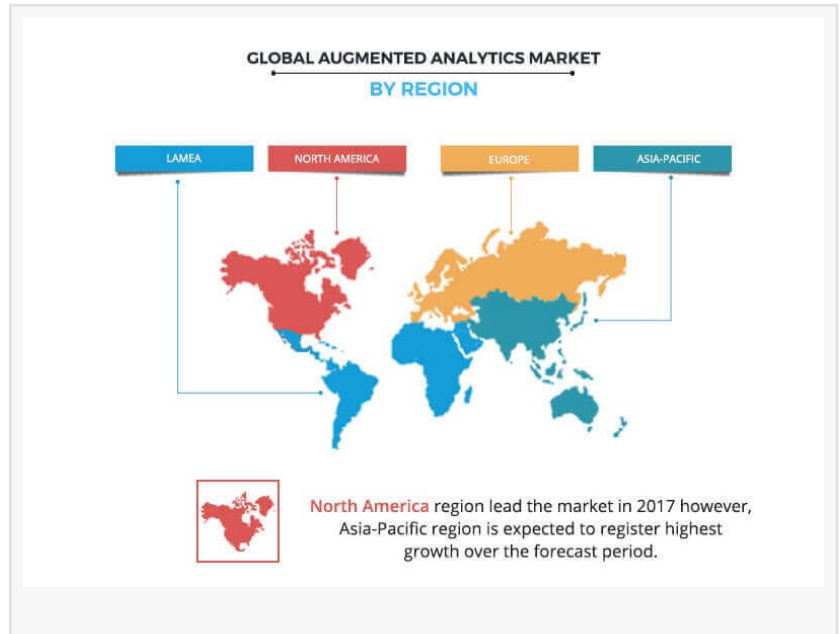 GLOBAL AUGMENTED ANALYTICS MARKET
BY REGION
LAMEA
NORTH AMERICA
EUROPE
ASIA-PACIFIC
North America region lead the market in 2017 however,
Asia-Pacific region is expected to register highest
growth over the forecast period.